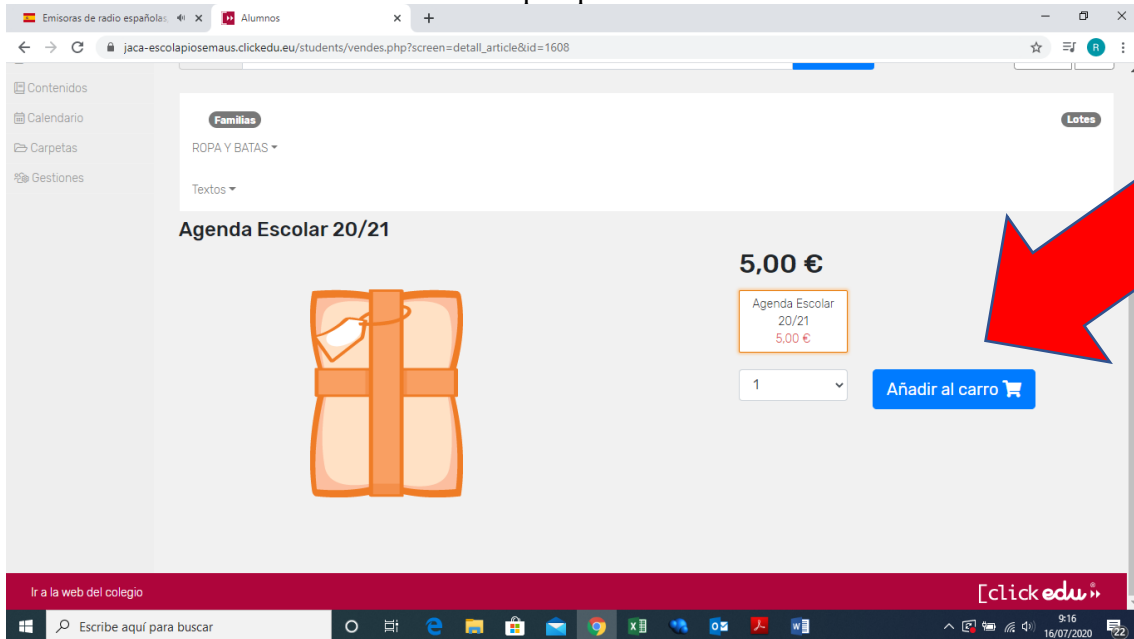 Emisoras de radio españolas
Alumnos
jaca-escolapiosemaus.clickedu.eu/students/vendes.php?screen=detall_article&id=1608
R
Contenidos
Calendario
Carpetas
Gestiones
Familias
Lotes
ROPA Y BATAS
Textos
Agenda Escolar 20/21
5,00 €
Agenda Escolar
20/21
5,00 €
1
Añadir al carro
Ir a la web del colegio
[clickedu
Escribe aquí para buscar
9:16
16/07/2020
22